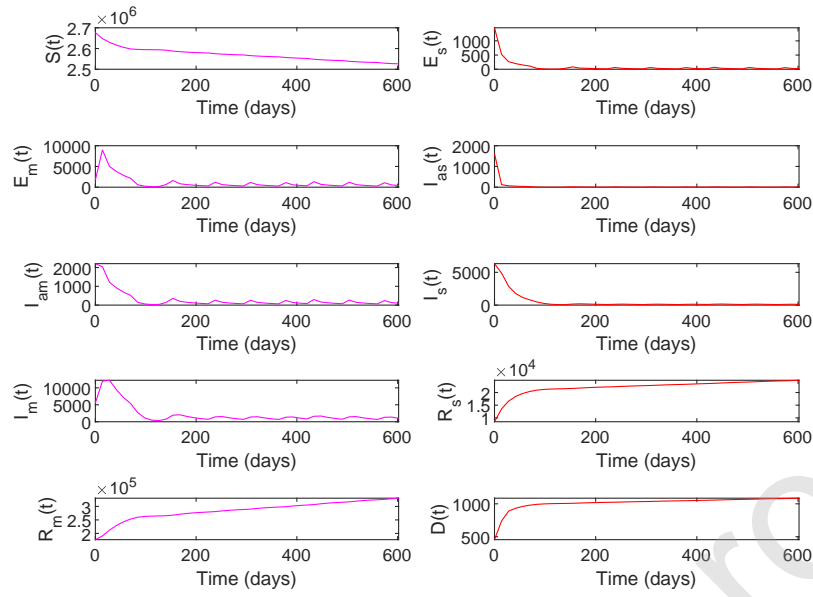 × 10^6
2.7
2.6
2.5
S(t)
0 200 400 600
Time (days)
1000
500
0
E_s(t)
0 200 400 600
Time (days)
10000
5000
0
E_m(t)
0 200 400 600
Time (days)
2000
1000
0
I_as(t)
0 200 400 600
Time (days)
2000
1000
0
I_am(t)
0 200 400 600
Time (days)
5000
0
I_s(t)
0 200 400 600
Time (days)
10000
5000
0
I_m(t)
0 200 400 600
Time (days)
× 10^4
2
1.5
1
R_s(t)
0 200 400 600
Time (days)
× 10^5
3
2.5
2
R_m(t)
0 200 400 600
Time (days)
1000
500
D(t)
0 200 400 600
Time (days)
ro